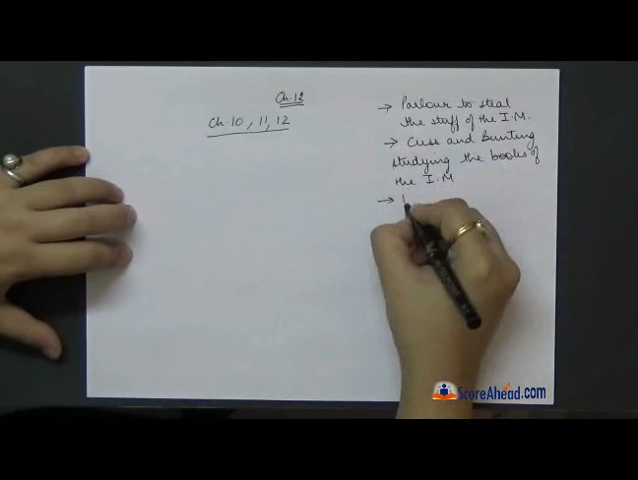 Ch.12
Ch.10, 11, 12
→ Parlour to steal
the stuff of the I.M.
→ Cuss and Bunting
studying the books of
the I.M
→
ScoreAhead.com